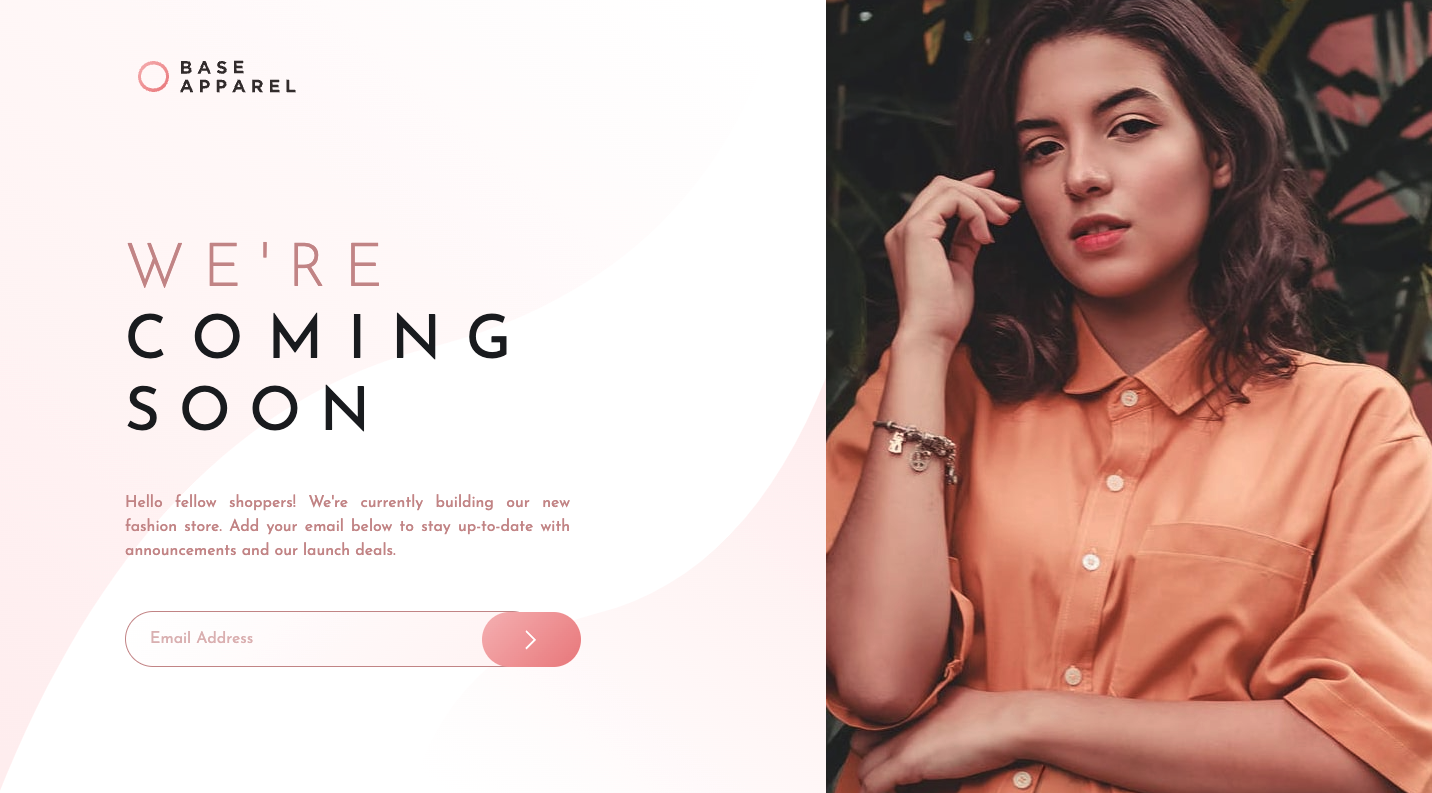 BASE
APPAREL
WE'RE
COMING
SOON
Hello fellow shoppers! We're currently building our new
fashion store. Add your email below to stay up-to-date with
announcements and our launch deals.
Email Address